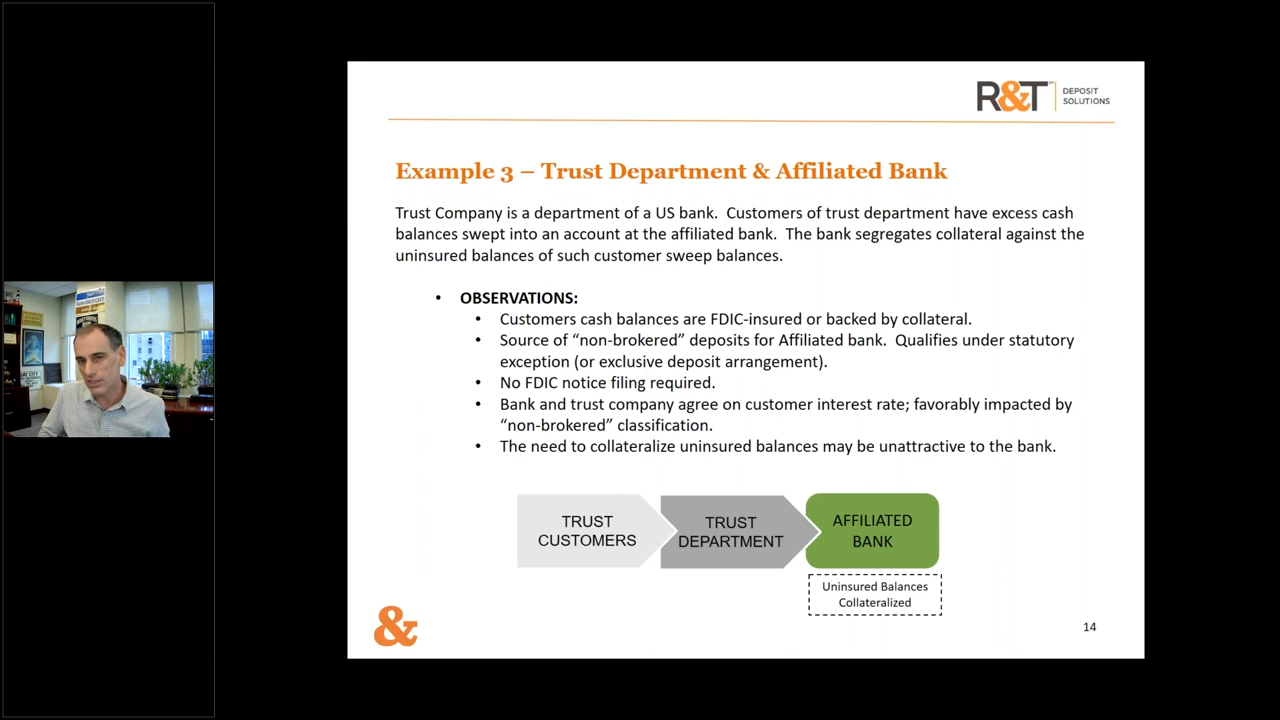 R&T DEPOSIT
SOLUTIONS
Example 3 – Trust Department & Affiliated Bank
Trust Company is a department of a US bank.  Customers of trust department have excess cash
balances swept into an account at the affiliated bank.  The bank segregates collateral against the
uninsured balances of such customer sweep balances.
• OBSERVATIONS:
• Customers cash balances are FDIC-insured or backed by collateral.
• Source of “non-brokered” deposits for Affiliated bank.  Qualifies under statutory
exception (or exclusive deposit arrangement).
• No FDIC notice filing required.
• Bank and trust company agree on customer interest rate; favorably impacted by
“non-brokered” classification.
• The need to collateralize uninsured balances may be unattractive to the bank.
TRUST
CUSTOMERS
TRUST
DEPARTMENT
AFFILIATED
BANK
Uninsured Balances
Collateralized
&
14